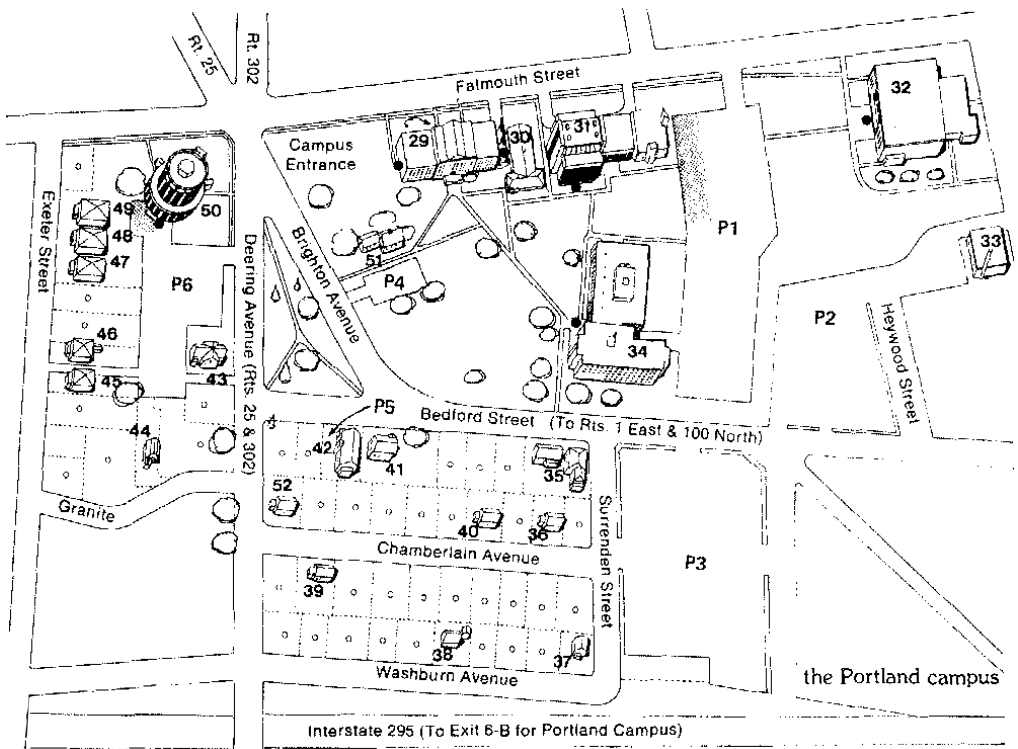 Rt. 25
Rt. 302
Falmouth Street
32
29
30
31
Campus
Entrance
49
50
48
47
Exeter Street
P6
Deering Avenue (Rts. 25 & 302)
Brighton Avenue
51
P4
P1
33
P2
Heywood Street
34
46
45
43
44
Bedford Street (To Rts. 1 East & 100 North)
P5
42
41
35
52
40
36
Granite
Chamberlain Avenue
Surrenden Street
P3
39
38
37
Washburn Avenue
the Portland campus
Interstate 295 (To Exit 6-B for Portland Campus)